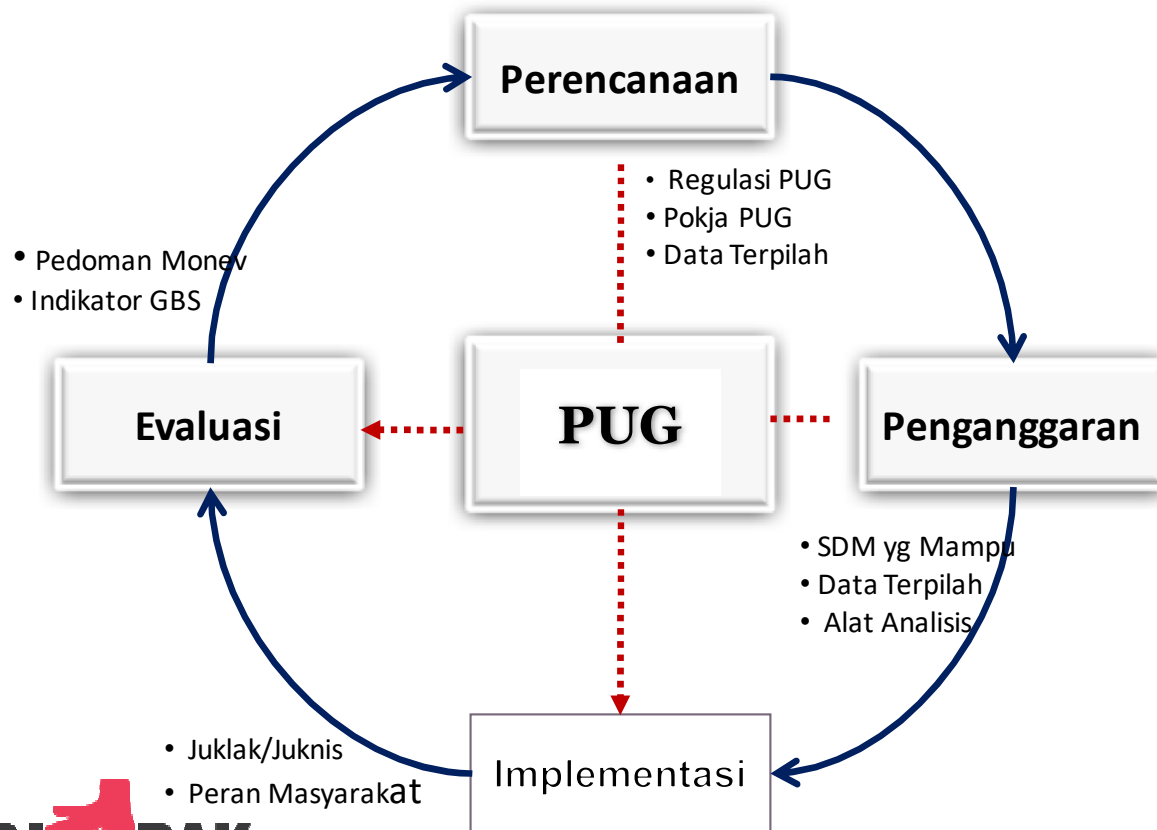 Perencanaan
• Regulasi PUG
• Pokja PUG
• Data Terpilah
• Pedoman Monev
• Indikator GBS
Evaluasi
PUG
Penganggaran
• SDM yg Mampu
• Data Terpilah
• Alat Analisis
• Juklak/Juknis
• Peran Masyarakat
Implementasi